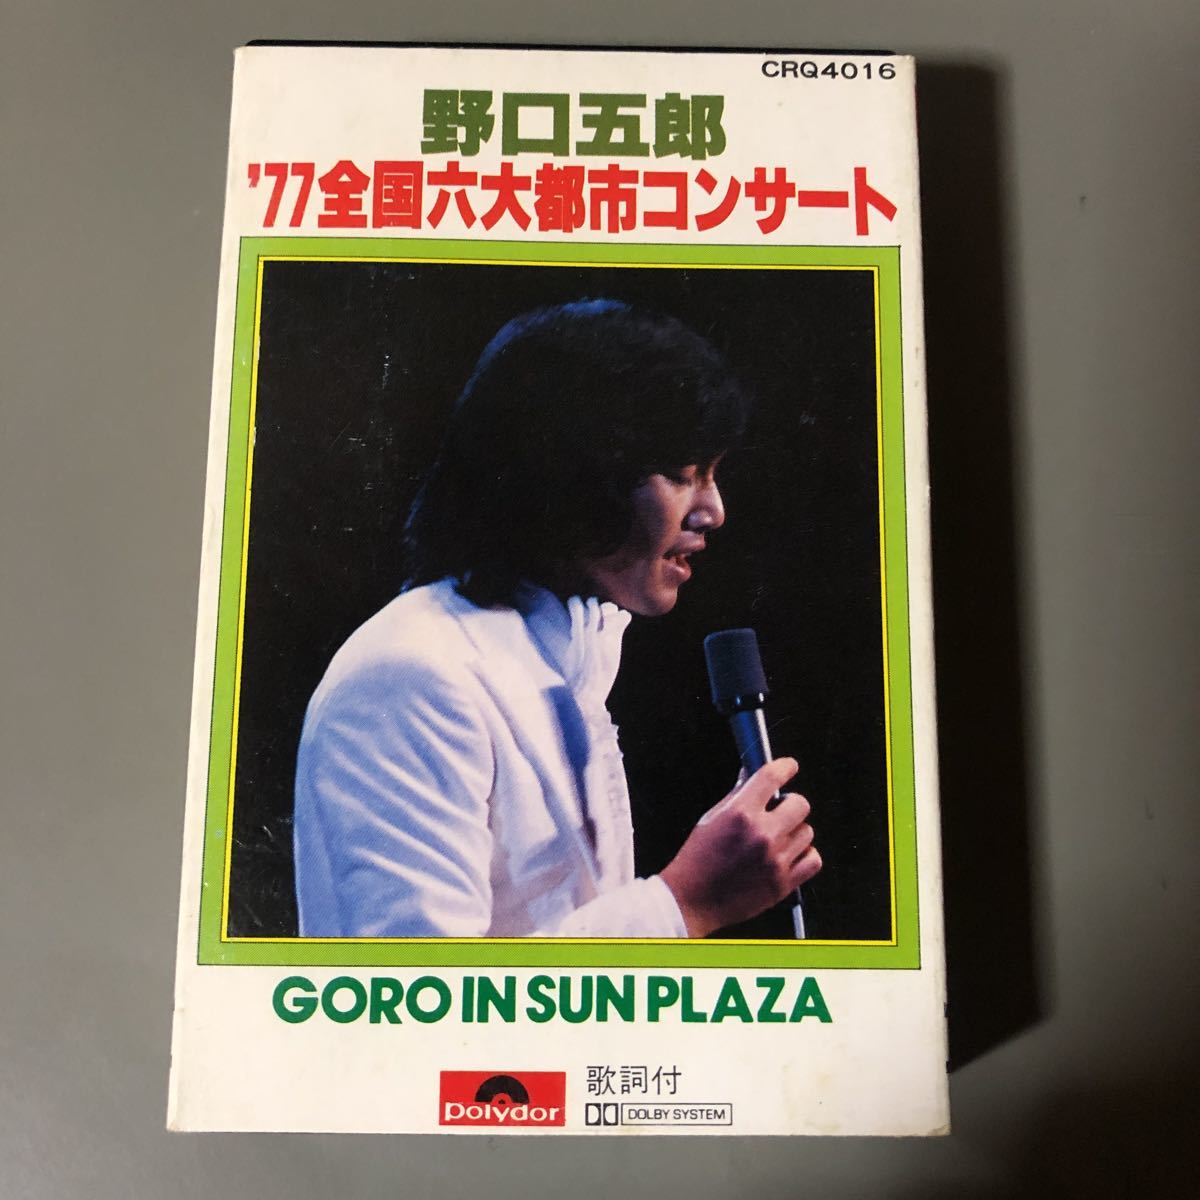 CRQ4016
野口五郎
'77全国六大都市コンサート
GORO IN SUN PLAZA
歌詞付
polydor
DOLBY SYSTEM